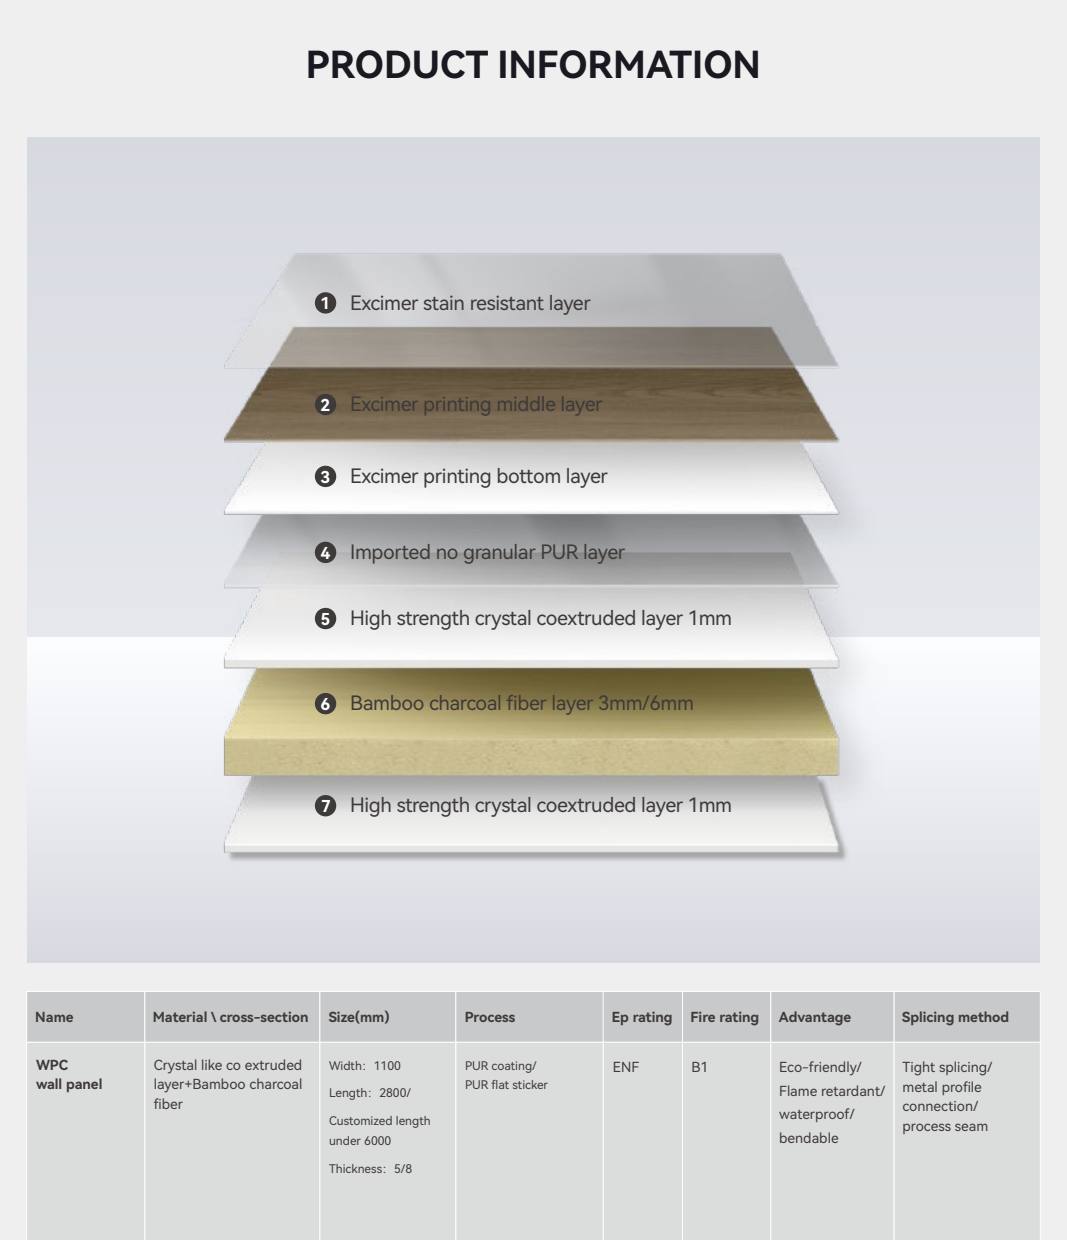 PRODUCT INFORMATION
1 Excimer stain resistant layer
2 Excimer printing middle layer
3 Excimer printing bottom layer
4 Imported no granular PUR layer
5 High strength crystal coextruded layer 1mm
6 Bamboo charcoal fiber layer 3mm/6mm
7 High strength crystal coextruded layer 1mm
Name
Material \ cross-section
Size(mm)
Process
Ep rating
Fire rating
Advantage
Splicing method
WPC
wall panel
Crystal like co extruded
layer+Bamboo charcoal
fiber
Width: 1100
Length: 2800/
Customized length
under 6000
Thickness: 5/8
PUR coating/
PUR flat sticker
ENF
B1
Eco-friendly/
Flame retardant/
waterproof/
bendable
Tight splicing/
metal profile
connection/
process seam